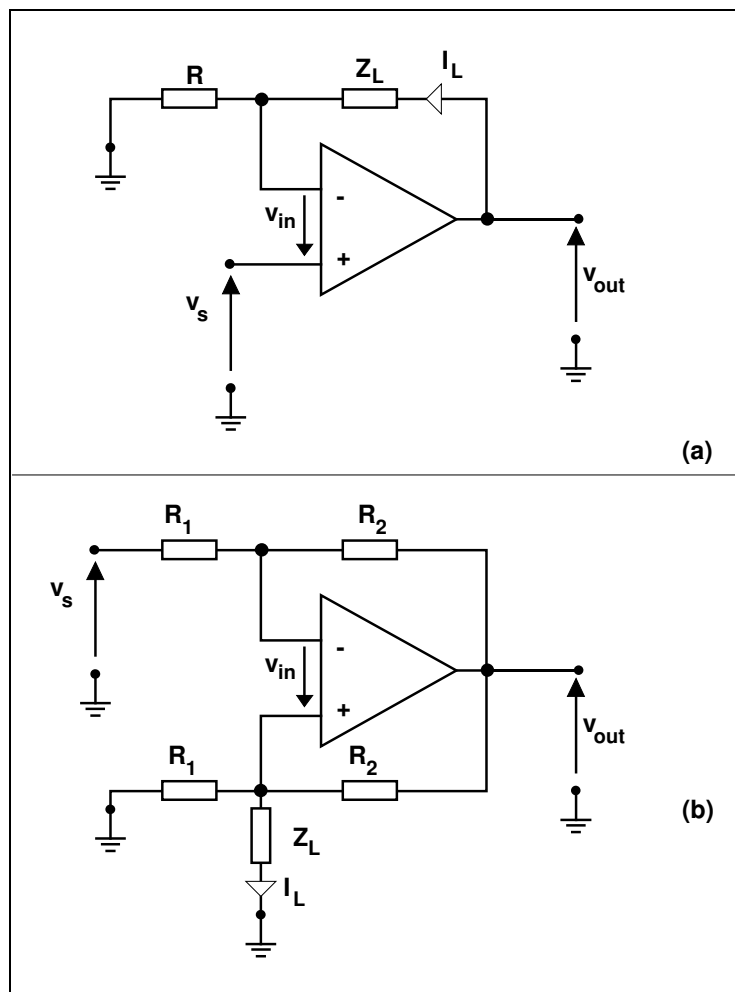 R
Z_L
I_L
-
v_in
+
v_s
v_out
(a)
R_1
R_2
v_s
-
v_in
+
v_out
R_1
R_2
(b)
Z_L
I_L